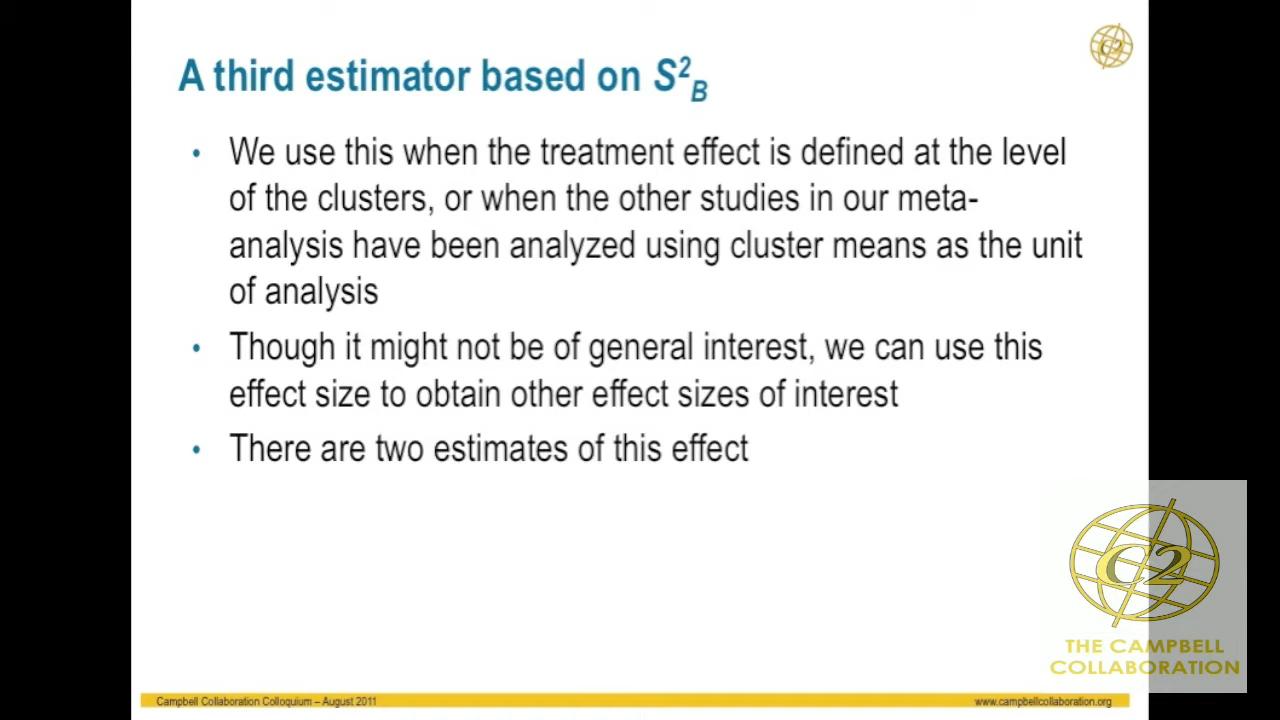 A third estimator based on S²_B
• We use this when the treatment effect is defined at the level
of the clusters, or when the other studies in our meta-
analysis have been analyzed using cluster means as the unit
of analysis
• Though it might not be of general interest, we can use this
effect size to obtain other effect sizes of interest
• There are two estimates of this effect
C2
C2
THE CAMPBELL
COLLABORATION
Campbell Collaboration Colloquium – August 2011
www.campbellcollaboration.org